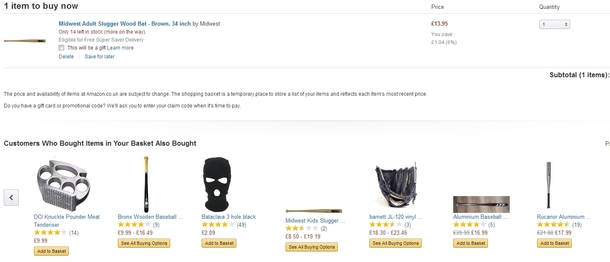 1 item to buy now
Price
Quantity
Midwest Adult Slugger Wood Bat - Brown, 34 inch by Midwest
£13.95
1
Only 14 left in stock (more on the way).
Eligible for Free Super Saver Delivery
You save:
This will be a gift Learn more
£1.04 (6%)
Delete | Save for later
Subtotal (1 items):
The price and availability of items at Amazon.co.uk are subject to change. The shopping basket is a temporary place to store a list of your items and reflects each item's most recent price.
Do you have a gift card or promotional code? We'll ask you to enter your claim code when it's time to pay.
Customers Who Bought Items in Your Basket Also Bought
DCI Knuckle Pounder Meat Tenderiser
(14)
£9.99
Add to Basket
Bronx Wooden Baseball ...
(9)
£9.99 - £16.49
See All Buying Options
Balaclava 3 hole black
(49)
£2.09
Add to Basket
Midwest Kids Slugger ...
(2)
£8.50 - £19.19
See All Buying Options
barnett JL-120 vinyl ...
(3)
£18.30 - £23.45
See All Buying Options
Aluminium Baseball ...
(5)
£39.99 £16.99
Add to Basket
Rucanor Aluminium ...
(19)
£21.00 £17.99
Add to Basket